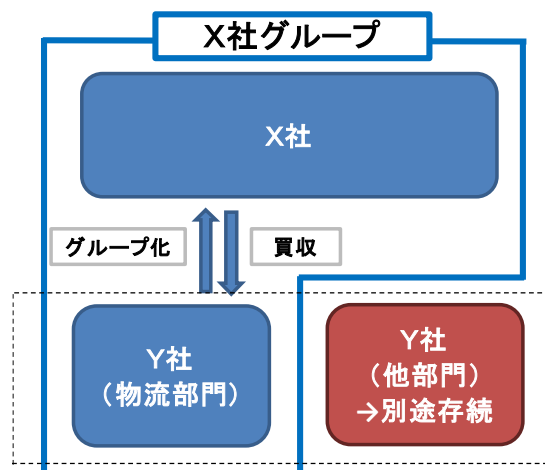 X社グループ
X社
グループ化
買収
Y社
（物流部門）
Y社
（他部門）
→別途存続